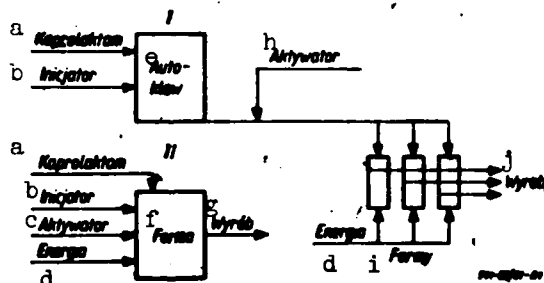 I
a Kaprolaktam
b Inicjator
e Auto-
klaw
h Aktywator
II
a Kaprolaktam
b Inicjator
c Aktywator
Energia
d
f Forma
g Wyrób
j
Wyrób
Energia
d i Formy